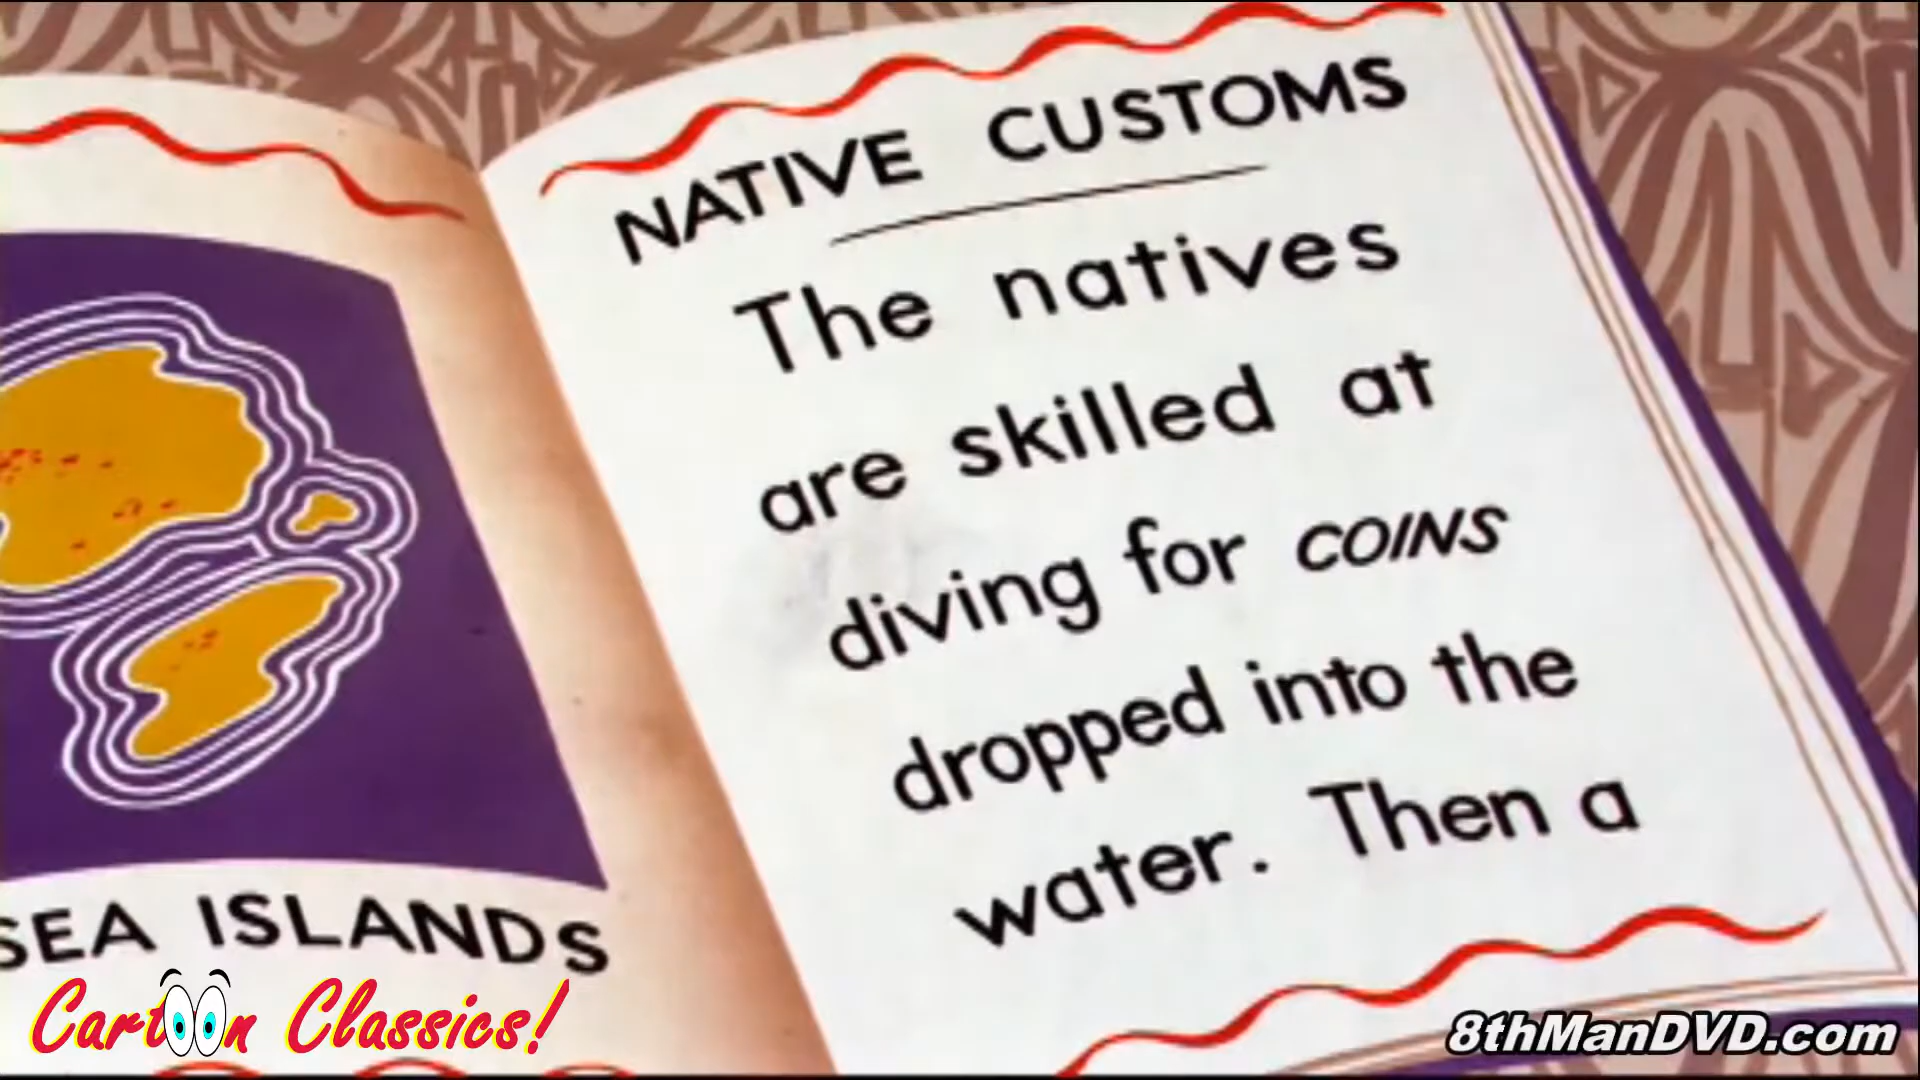 NATIVE CUSTOMS
The natives
are skilled at
diving for COINS
dropped into the
water. Then a
SEA ISLANDS
Cartoon Classics!
8thManDVD.com